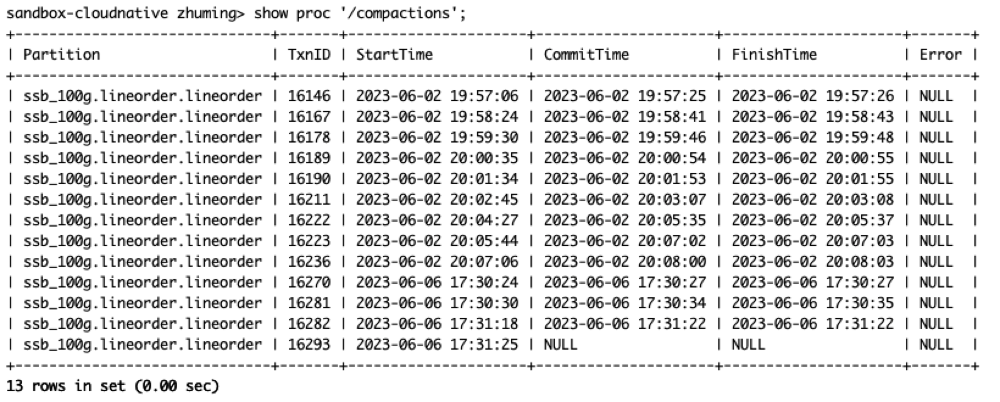 sandbox-cloudnative zhuming> show proc '/compactions';
+------------------------------+-------+---------------------+---------------------+---------------------+-------+
| Partition                    | TxnID | StartTime           | CommitTime          | FinishTime          | Error |
+------------------------------+-------+---------------------+---------------------+---------------------+-------+
| ssb_100g.lineorder.lineorder | 16146 | 2023-06-02 19:57:06 | 2023-06-02 19:57:25 | 2023-06-02 19:57:26 | NULL  |
| ssb_100g.lineorder.lineorder | 16167 | 2023-06-02 19:58:24 | 2023-06-02 19:58:41 | 2023-06-02 19:58:43 | NULL  |
| ssb_100g.lineorder.lineorder | 16178 | 2023-06-02 19:59:30 | 2023-06-02 19:59:46 | 2023-06-02 19:59:48 | NULL  |
| ssb_100g.lineorder.lineorder | 16189 | 2023-06-02 20:00:35 | 2023-06-02 20:00:54 | 2023-06-02 20:00:55 | NULL  |
| ssb_100g.lineorder.lineorder | 16190 | 2023-06-02 20:01:34 | 2023-06-02 20:01:53 | 2023-06-02 20:01:55 | NULL  |
| ssb_100g.lineorder.lineorder | 16211 | 2023-06-02 20:02:45 | 2023-06-02 20:03:07 | 2023-06-02 20:03:08 | NULL  |
| ssb_100g.lineorder.lineorder | 16222 | 2023-06-02 20:04:27 | 2023-06-02 20:05:35 | 2023-06-02 20:05:37 | NULL  |
| ssb_100g.lineorder.lineorder | 16223 | 2023-06-02 20:05:44 | 2023-06-02 20:07:02 | 2023-06-02 20:07:03 | NULL  |
| ssb_100g.lineorder.lineorder | 16236 | 2023-06-02 20:07:06 | 2023-06-02 20:08:00 | 2023-06-02 20:08:03 | NULL  |
| ssb_100g.lineorder.lineorder | 16270 | 2023-06-06 17:30:24 | 2023-06-06 17:30:27 | 2023-06-06 17:30:27 | NULL  |
| ssb_100g.lineorder.lineorder | 16281 | 2023-06-06 17:30:30 | 2023-06-06 17:30:34 | 2023-06-06 17:30:35 | NULL  |
| ssb_100g.lineorder.lineorder | 16282 | 2023-06-06 17:31:18 | 2023-06-06 17:31:22 | 2023-06-06 17:31:22 | NULL  |
| ssb_100g.lineorder.lineorder | 16293 | 2023-06-06 17:31:25 | NULL                | NULL                | NULL  |
+------------------------------+-------+---------------------+---------------------+---------------------+-------+
13 rows in set (0.00 sec)